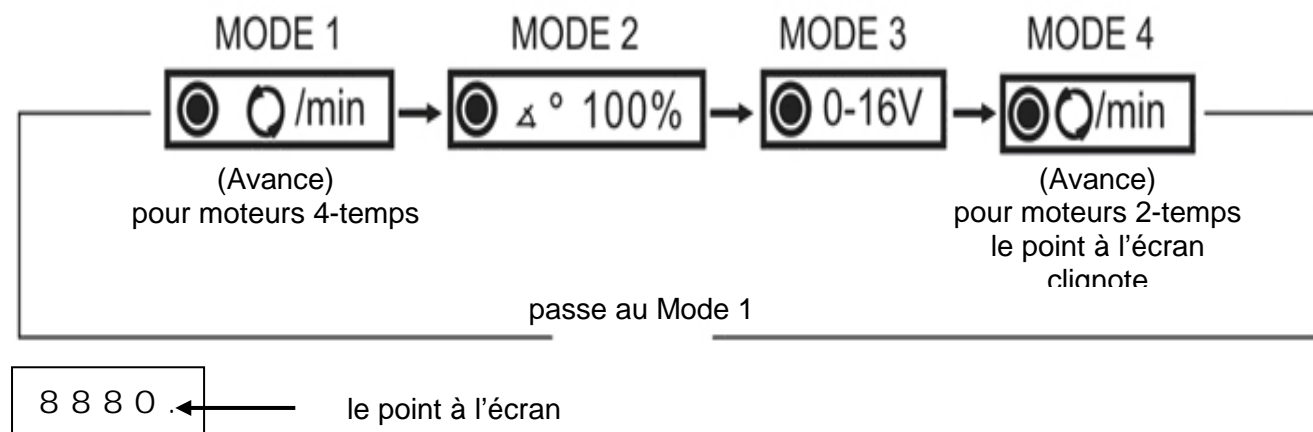 MODE 1 MODE 2 MODE 3 MODE 4
/min ° 100% 0-16V /min
(Avance)
pour moteurs 4-temps
(Avance)
pour moteurs 2-temps
le point à l'écran
clignote
passe au Mode 1
8880.
le point à l'écran